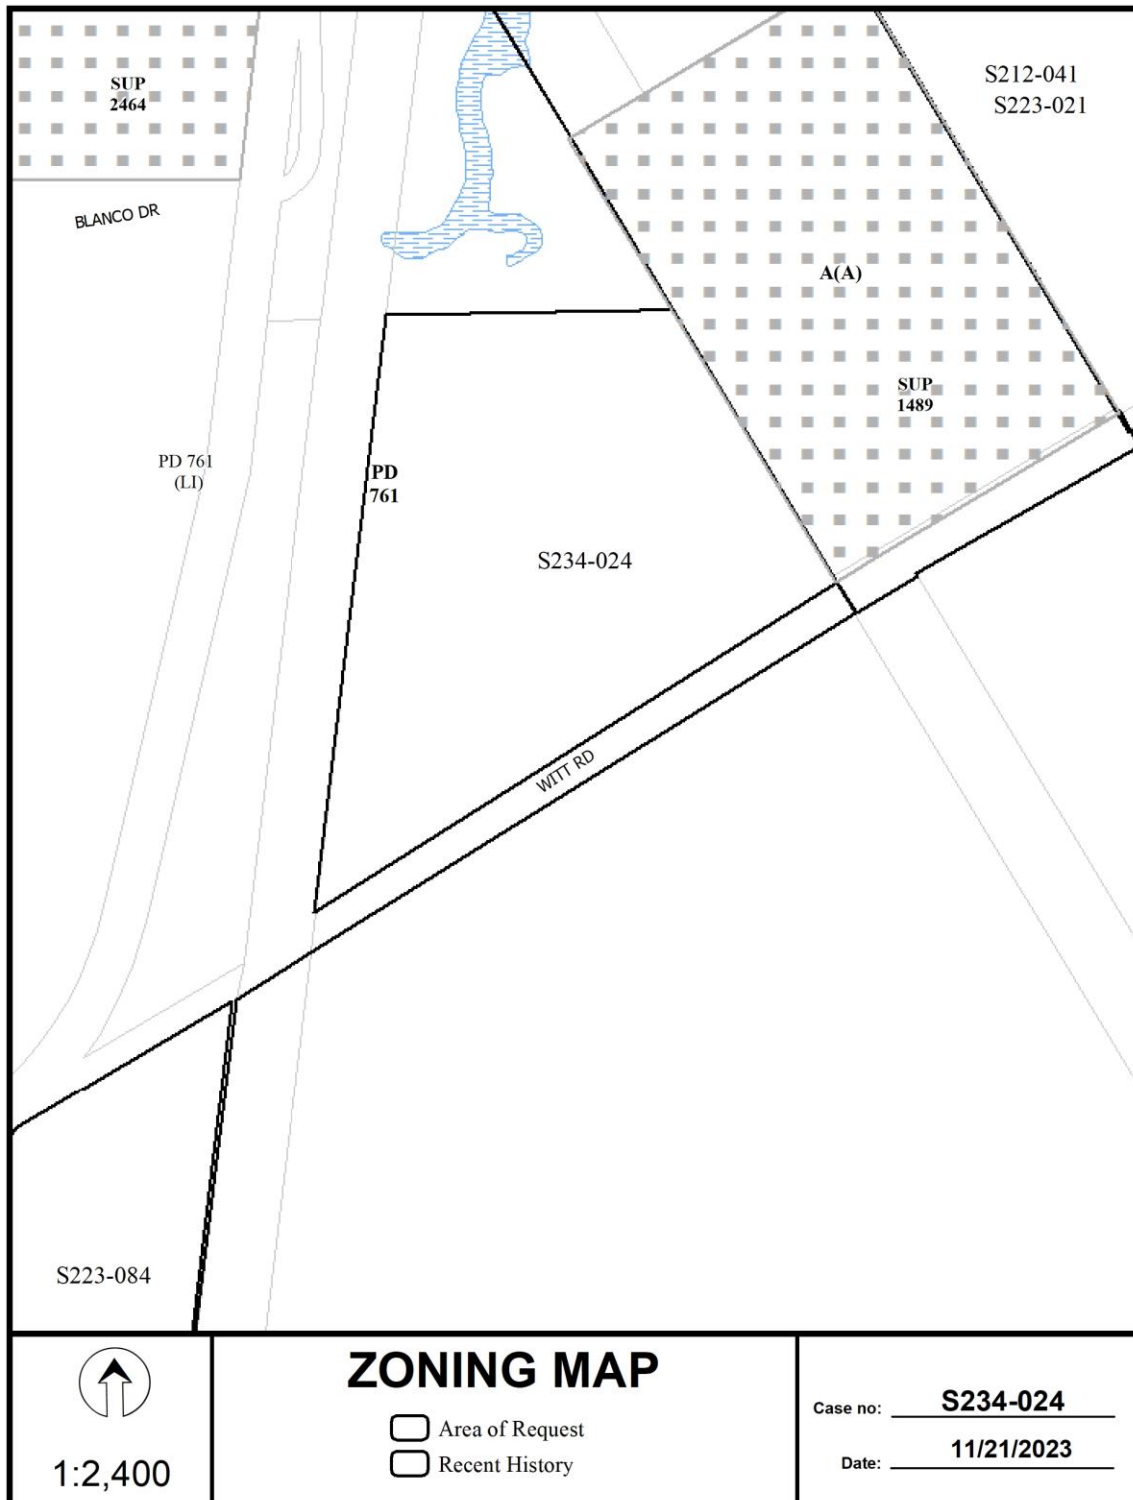 SUP
2464
S212-041
S223-021
BLANCO DR
A(A)
SUP
1489
PD 761
(LI)
PD
761
S234-024
WITT RD
S223-084
1:2,400
ZONING MAP
Area of Request
Recent History
Case no: S234-024
Date: 11/21/2023